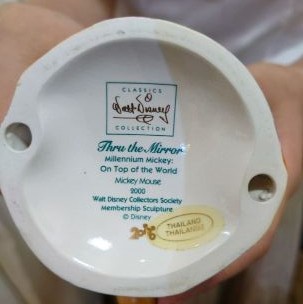 CLASSICS
Walt Disney
COLLECTION
Thru the Mirror
Millennium Mickey:
On Top of the World
Mickey Mouse
2000
Walt Disney Collectors Society
Membership Sculpture
© Disney
THAILAND
THAILANDE